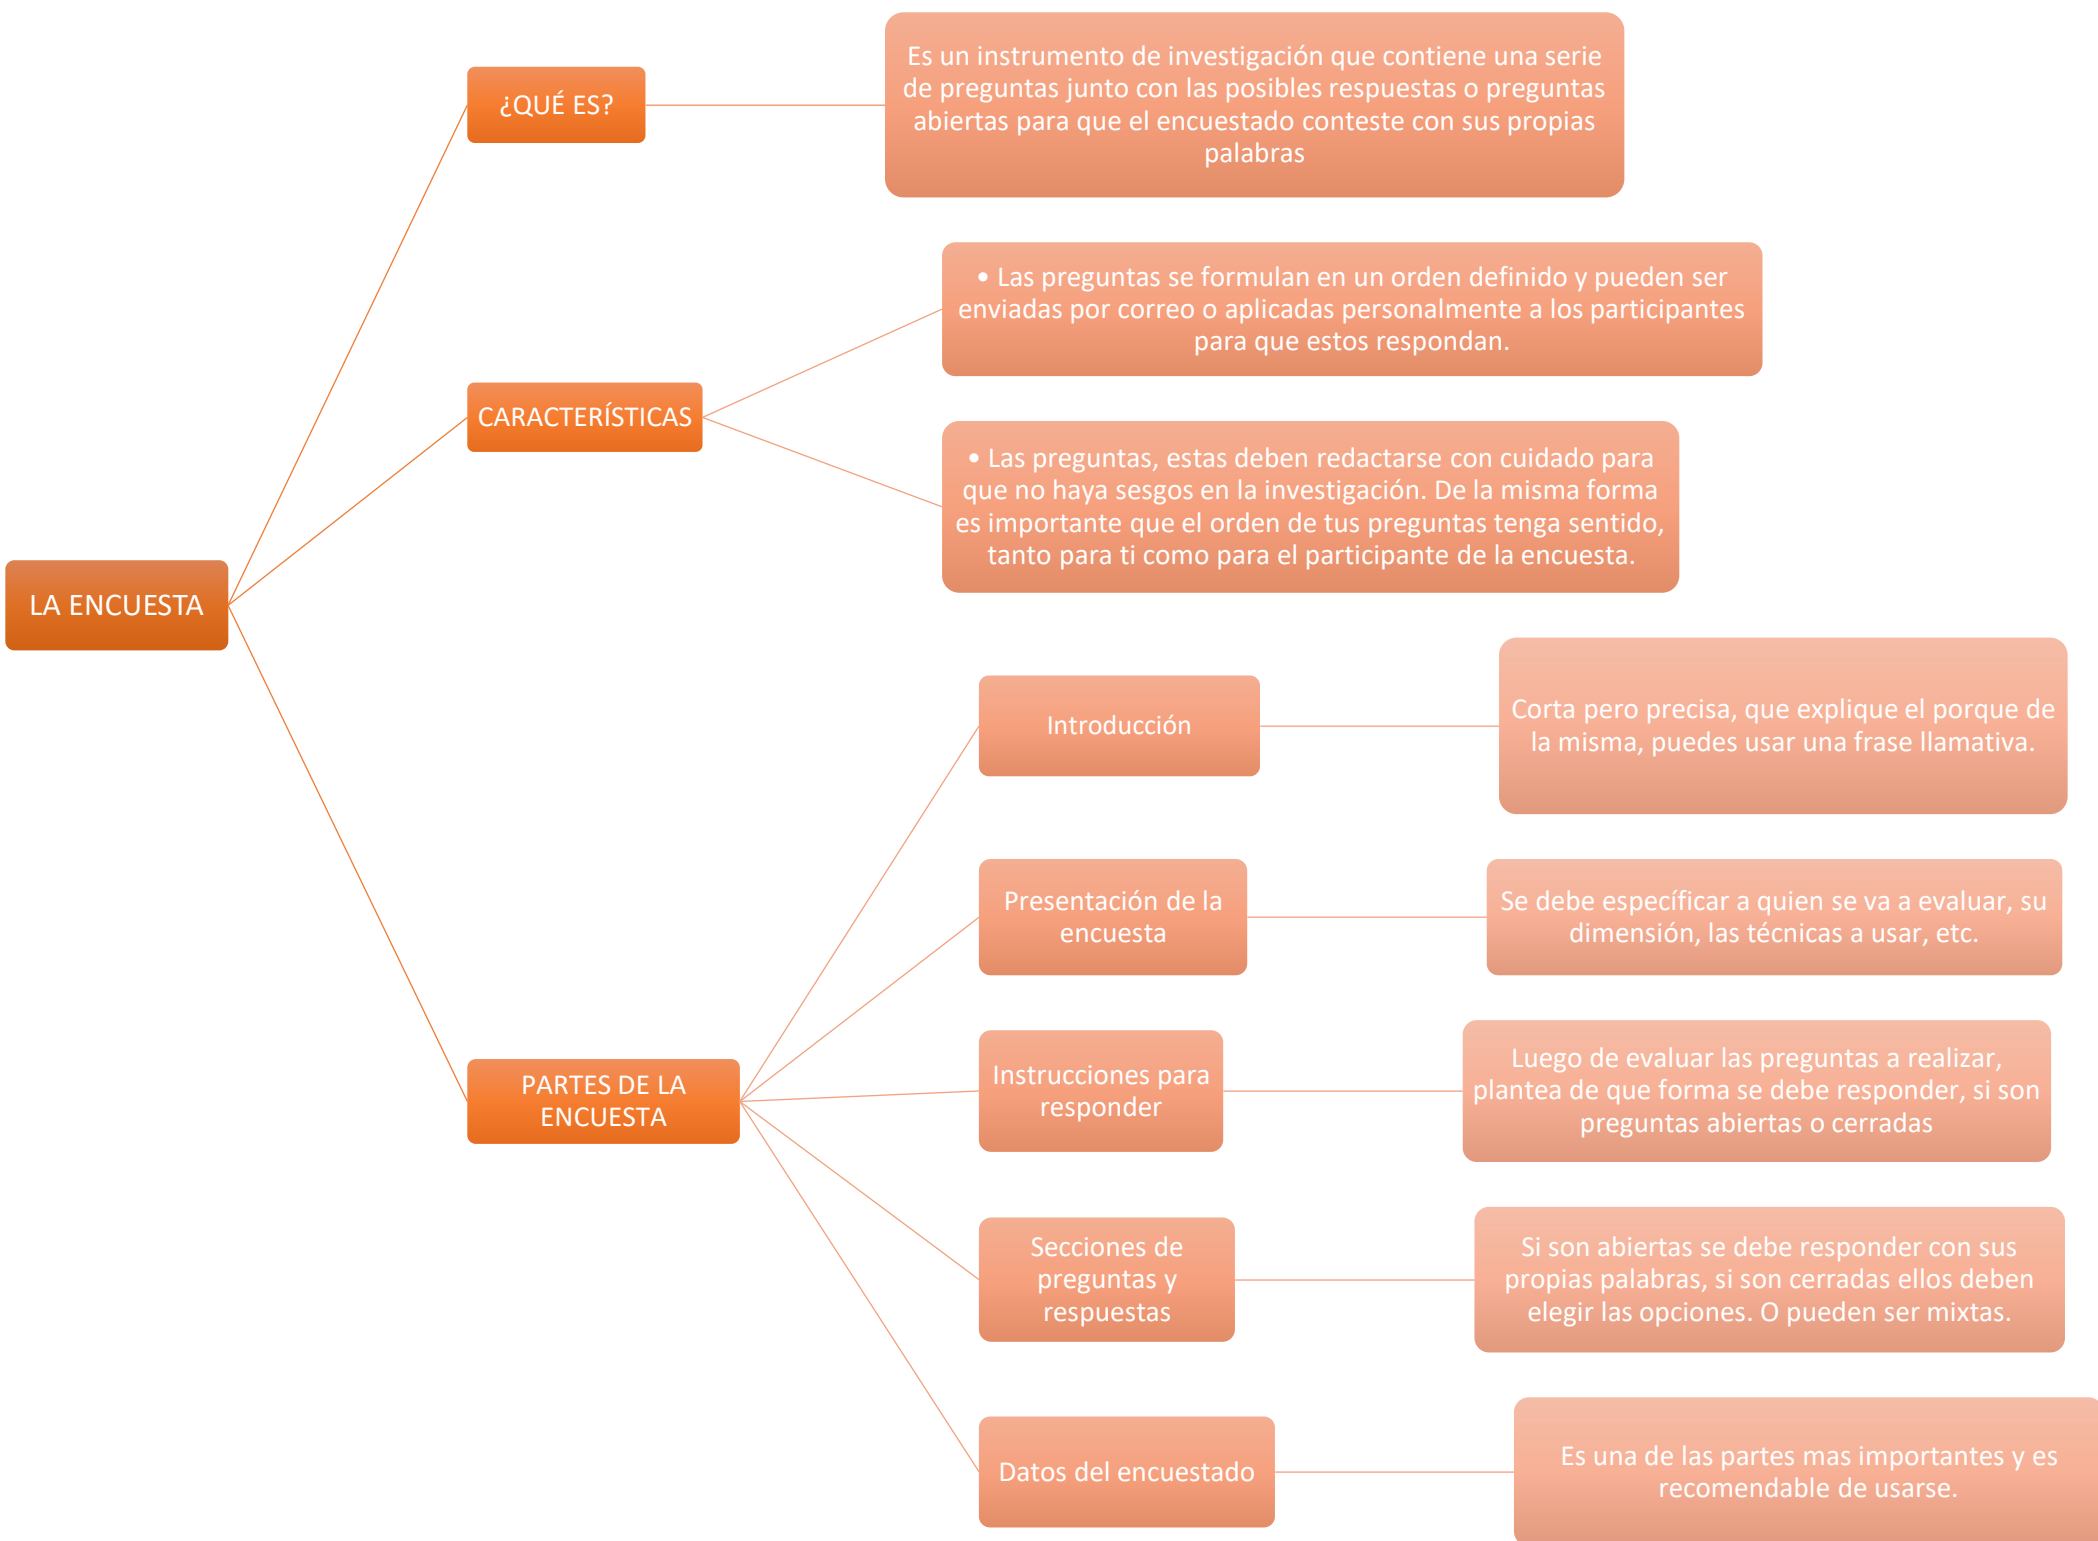 LA ENCUESTA
¿QUÉ ES?
Es un instrumento de investigación que contiene una serie
de preguntas junto con las posibles respuestas o preguntas
abiertas para que el encuestado conteste con sus propias
palabras
CARACTERÍSTICAS
• Las preguntas se formulan en un orden definido y pueden ser
enviadas por correo o aplicadas personalmente a los participantes
para que estos respondan.
• Las preguntas, estas deben redactarse con cuidado para
que no haya sesgos en la investigación. De la misma forma
es importante que el orden de tus preguntas tenga sentido,
tanto para ti como para el participante de la encuesta.
PARTES DE LA
ENCUESTA
Introducción
Corta pero precisa, que explique el porque de
la misma, puedes usar una frase llamativa.
Presentación de la
encuesta
Se debe específicar a quien se va a evaluar, su
dimensión, las técnicas a usar, etc.
Instrucciones para
responder
Luego de evaluar las preguntas a realizar,
plantea de que forma se debe responder, si son
preguntas abiertas o cerradas
Secciones de
preguntas y
respuestas
Si son abiertas se debe responder con sus
propias palabras, si son cerradas ellos deben
elegir las opciones. O pueden ser mixtas.
Datos del encuestado
Es una de las partes mas importantes y es
recomendable de usarse.